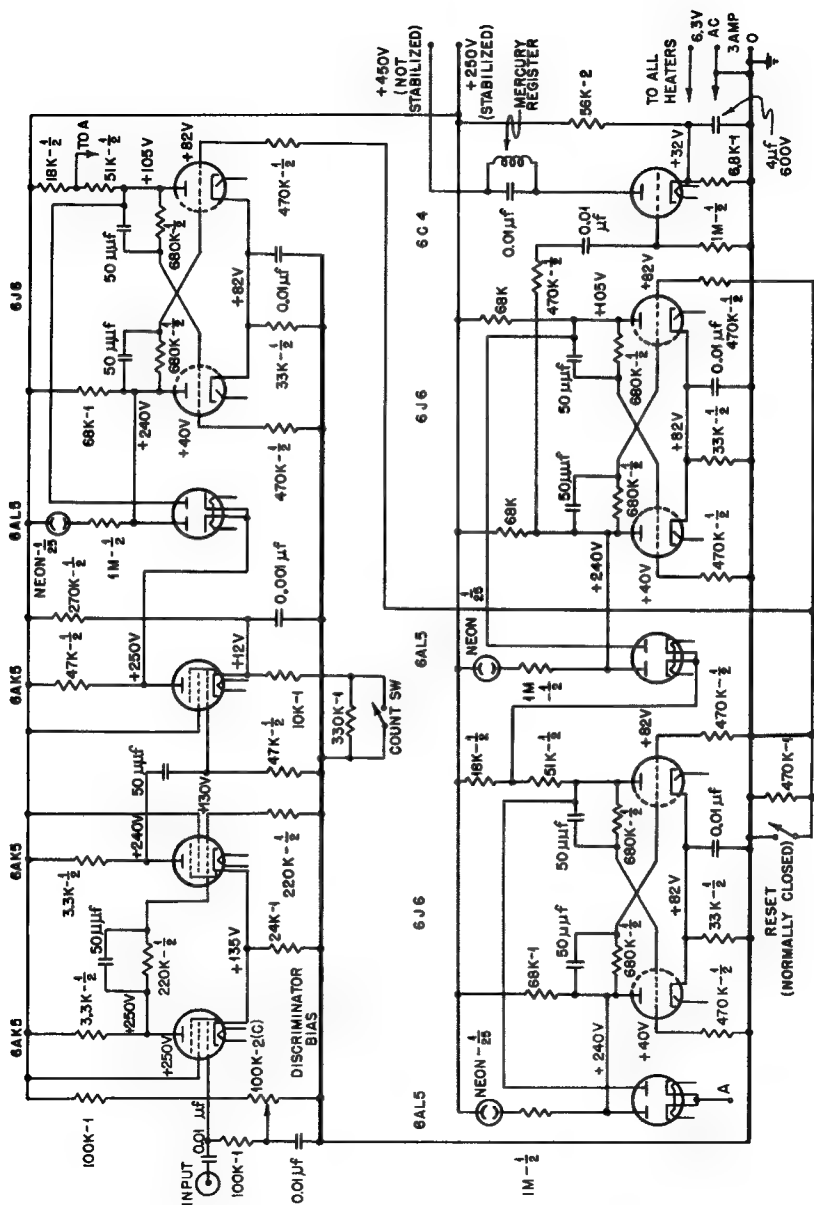 6AK5
6AK5
6AL5
6J6
INPUT
0.01 µf
100K-1
100K-1
0.01µf
100K-2(C)
DISCRIMINATOR
BIAS
+250V
3.3K-1/2
+250V
50µµf
220K-1/2
+135V
24K-1
3.3K-1/2
+240V
220K-1/2
+130V
50µµf
47K-1/2
47K-1/2
+250V
270K-1/2
+12V
0.001µf
10K-1
330K-1
COUNT SW
NEON-1/25
1M-1/2
68K-1
+240V
50µµf
680K-1/2
+40V
470K-1/2
33K-1/2
+82V
0.01µf
18K-1/2
TO A
51K-1/2
+105V
50µµf
680K-1/2
+82V
470K-1/2
6AL5
6J6
6AL5
6J6
6C4
1M-1/2
NEON-1/25
A
+240V
68K-1
50µµf
680K-1/2
+40V
470K-1/2
33K-1/2
+82V
0.01µf
18K-1/2
51K-1/2
50µµf
680K-1/2
+82V
470K-1/2
RESET
(NORMALLY CLOSED)
470K-1
NEON
1/25
1M
-1/2
+240V
68K
50µµf
680K-1/2
+40V
470K-1/2
33K-1/2
+82V
0.01µf
68K
470K-1/2
+105V
50µµf
680K-1/2
+82V
470K-1/2
0.01
µf
1M-1/2
0.01µf
MERCURY
REGISTER
+450V
(NOT
STABILIZED)
+250V
(STABILIZED)
56K-2
+32V
6.8K-1
4µf
600V
TO ALL
HEATERS
6.3V
AC
3AMP
0